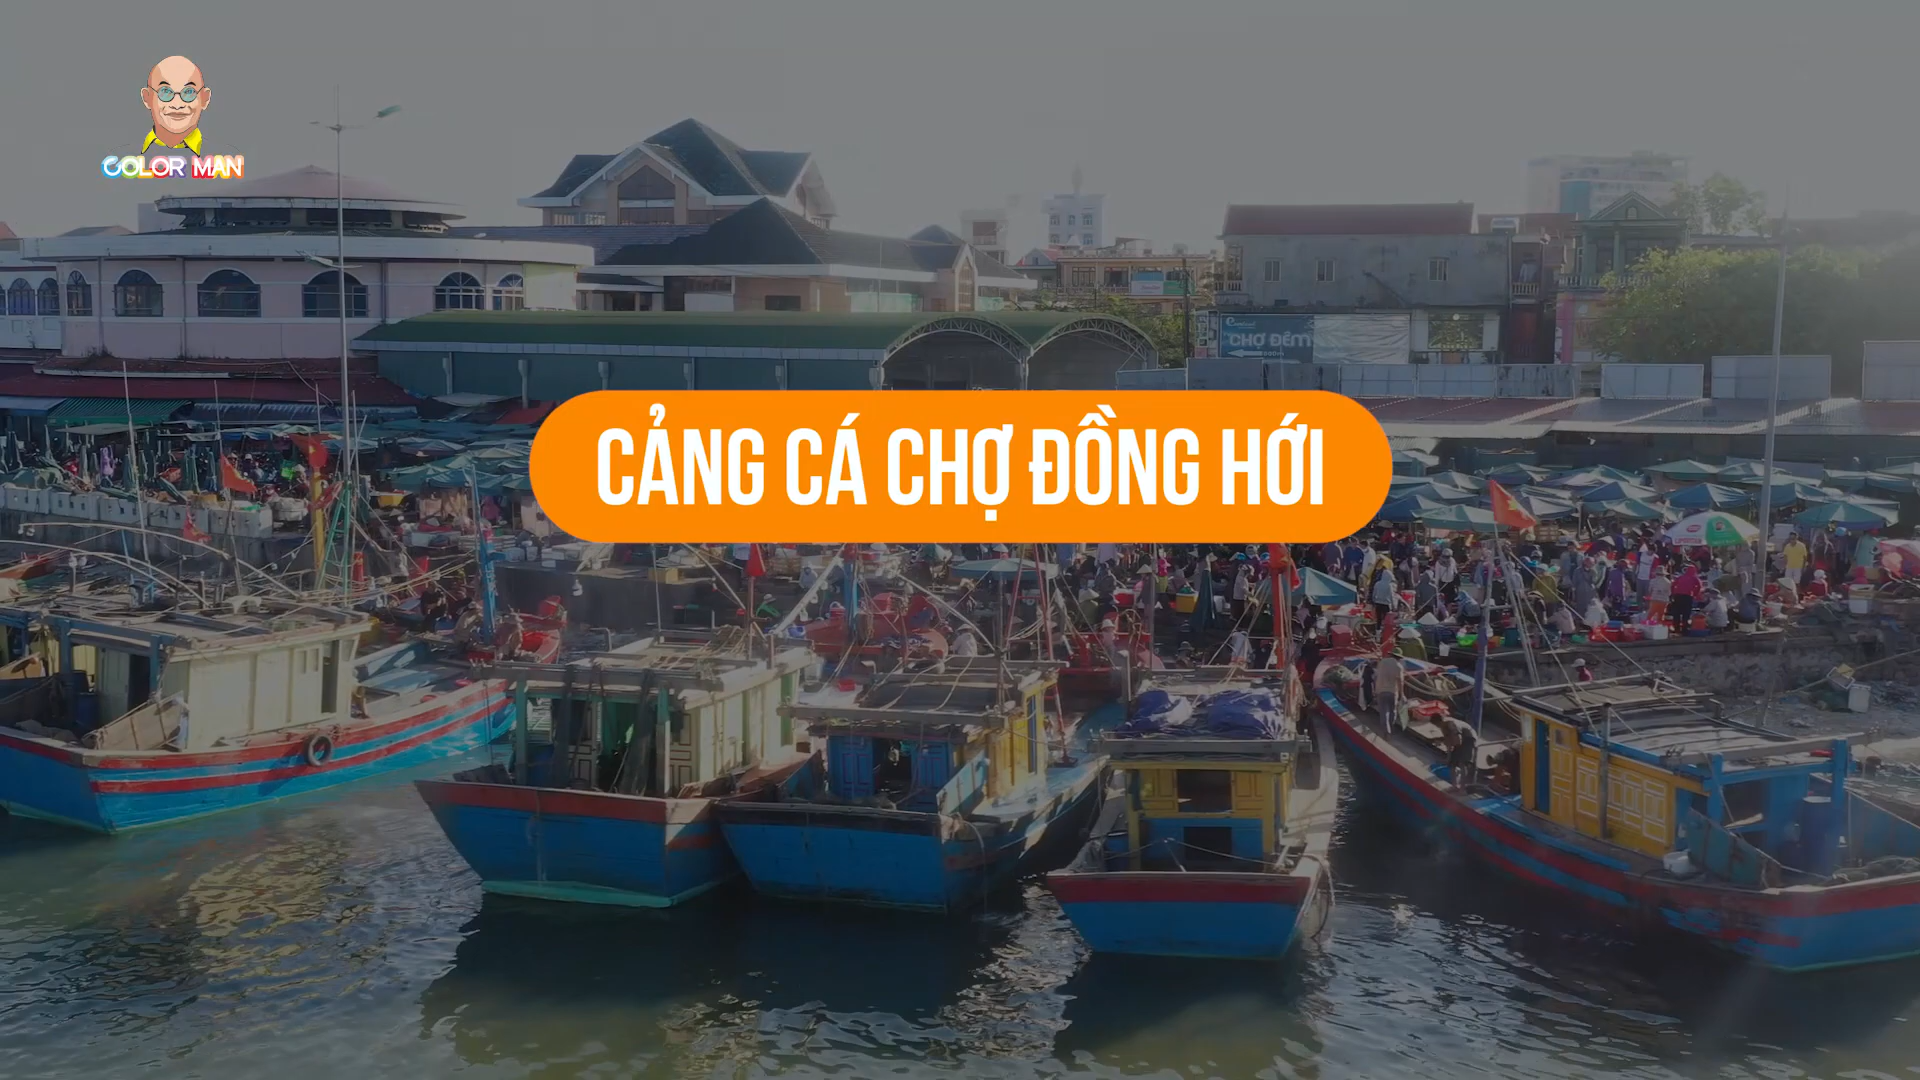 COLOR MAN
CHỢ ĐÊM
CẢNG CÁ CHỢ ĐỒNG HỚI